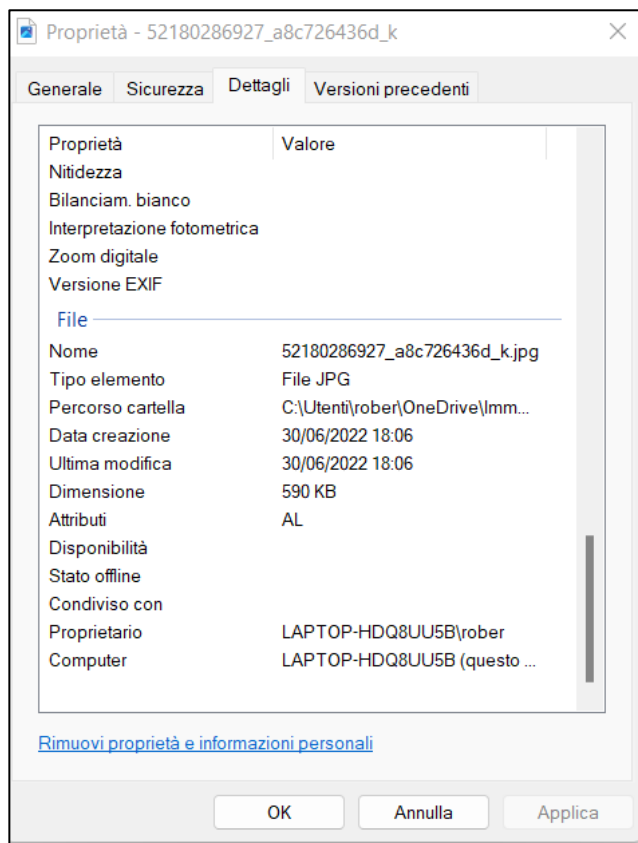 Proprietà - 52180286927_a8c726436d_k
Generale Sicurezza Dettagli Versioni precedenti
Proprietà Valore
Nitidezza
Bilanciam. bianco
Interpretazione fotometrica
Zoom digitale
Versione EXIF
File
Nome 52180286927_a8c726436d_k.jpg
Tipo elemento File JPG
Percorso cartella C:\Utenti\rober\OneDrive\Imm...
Data creazione 30/06/2022 18:06
Ultima modifica 30/06/2022 18:06
Dimensione 590 KB
Attributi AL
Disponibilità
Stato offline
Condiviso con
Proprietario LAPTOP-HDQ8UU5B\rober
Computer LAPTOP-HDQ8UU5B (questo ...
Rimuovi proprietà e informazioni personali
OK Annulla Applica